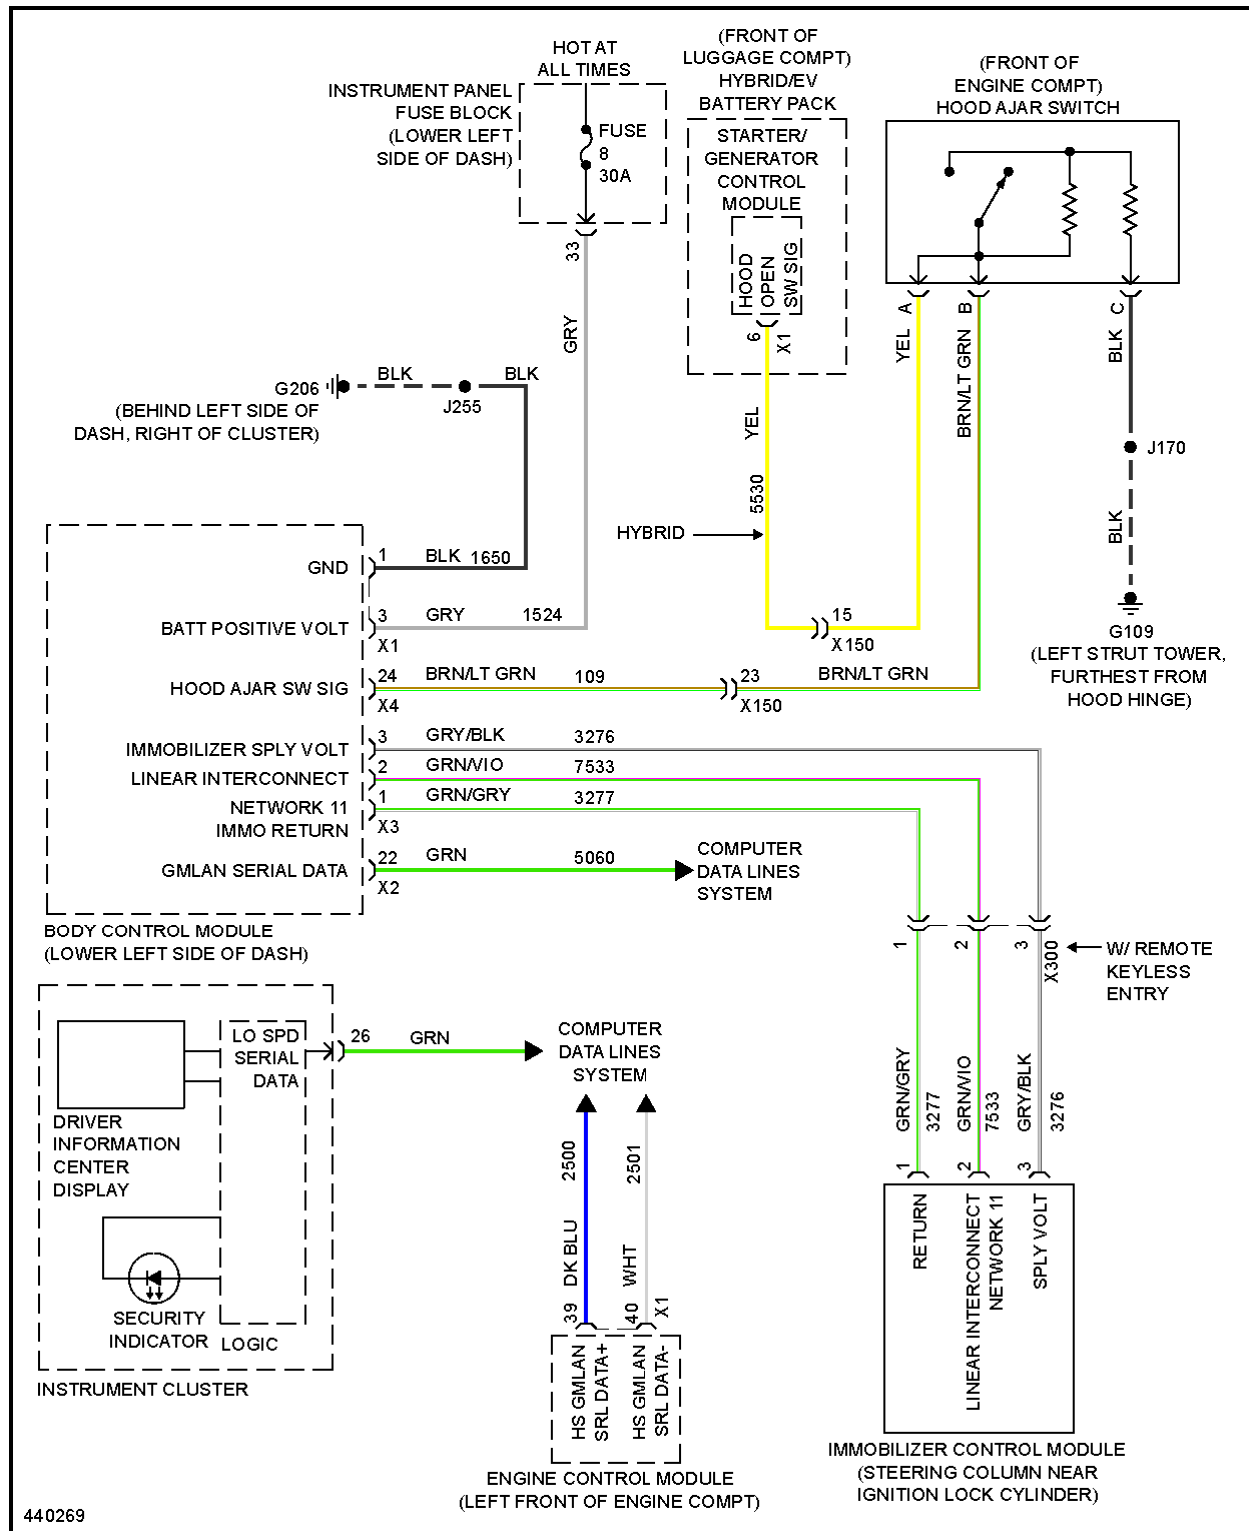 HOT AT
ALL TIMES
INSTRUMENT PANEL
FUSE BLOCK
(LOWER LEFT
SIDE OF DASH)
FUSE
8
30A
33
GRY
(FRONT OF
LUGGAGE COMPT)
HYBRID/EV
BATTERY PACK
STARTER/
GENERATOR
CONTROL
MODULE
HOOD
OPEN
SW SIG
6
X1
YEL
5530
HYBRID
(FRONT OF
ENGINE COMPT)
HOOD AJAR SWITCH
A
B
C
YEL
BRN/LT GRN
BLK
J170
BLK
G109
(LEFT STRUT TOWER,
FURTHEST FROM
HOOD HINGE)
G206
(BEHIND LEFT SIDE OF
DASH, RIGHT OF CLUSTER)
BLK
J255
BLK
GND
1
BLK
1650
BATT POSITIVE VOLT
3
X1
GRY
1524
15
X150
HOOD AJAR SW SIG
24
X4
BRN/LT GRN
109
23
X150
BRN/LT GRN
IMMOBILIZER SPLY VOLT
3
GRY/BLK
3276
LINEAR INTERCONNECT
2
GRN/VIO
7533
NETWORK 11
IMMO RETURN
1
X3
GRN/GRY
3277
GMLAN SERIAL DATA
22
X2
GRN
5060
COMPUTER
DATA LINES
SYSTEM
BODY CONTROL MODULE
(LOWER LEFT SIDE OF DASH)
1
2
3
X300
W/ REMOTE
KEYLESS
ENTRY
LO SPD
SERIAL
DATA
26
GRN
COMPUTER
DATA LINES
SYSTEM
DRIVER
INFORMATION
CENTER
DISPLAY
SECURITY
INDICATOR
LOGIC
INSTRUMENT CLUSTER
2500
2501
DK BLU
WHT
39
40
X1
HS GMLAN
SRL DATA+
HS GMLAN
SRL DATA-
ENGINE CONTROL MODULE
(LEFT FRONT OF ENGINE COMPT)
GRN/GRY
3277
GRN/VIO
7533
GRY/BLK
3276
1
2
3
RETURN
LINEAR INTERCONNECT
NETWORK 11
SPLY VOLT
IMMOBILIZER CONTROL MODULE
(STEERING COLUMN NEAR
IGNITION LOCK CYLINDER)
440269